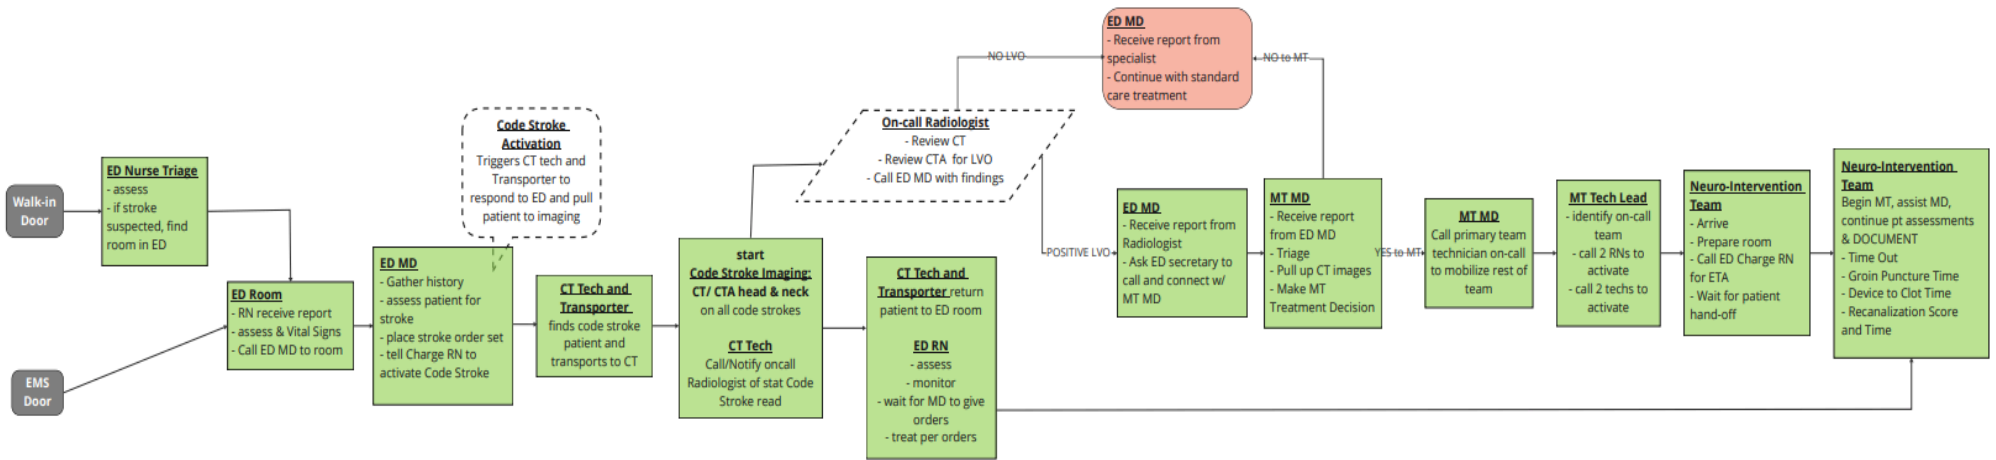 Walk-in
Door
EMS
Door
ED Nurse Triage
- assess
- if stroke
suspected, find
room in ED
ED Room
- RN receive report
- assess & Vital Signs
- Call ED MD to room
ED MD
- Gather history
- assess patient for
stroke
- place stroke order set
- tell Charge RN to
activate Code Stroke
Code Stroke
Activation
Triggers CT tech and
Transporter to
respond to ED and pull
patient to imaging
CT Tech and
Transporter
finds code stroke
patient and
transports to CT
start
Code Stroke Imaging:
CT/ CTA head & neck
on all code strokes
CT Tech
Call/Notify oncall
Radiologist of stat Code
Stroke read
CT Tech and
Transporter return
patient to ED room
ED RN
- assess
- monitor
- wait for MD to give
orders
- treat per orders
On-call Radiologist
- Review CT
- Review CTA for LVO
- Call ED MD with findings
NO LVO
ED MD
- Receive report from
specialist
- Continue with standard
care treatment
NO to MT
POSITIVE LVO
ED MD
- Receive report from
Radiologist
- Ask ED secretary to
call and connect w/
MT MD
MT MD
- Receive report
from ED MD
- Triage
- Pull up CT images
- Make MT
Treatment Decision
YES to MT
MT MD
Call primary team
technician on-call
to mobilize rest of
team
MT Tech Lead
- identify on-call
team
- call 2 RNs to
activate
- call 2 techs to
activate
Neuro-Intervention
Team
- Arrive
- Prepare room
- Call ED Charge RN
for ETA
- Wait for patient
hand-off
Neuro-Intervention
Team
Begin MT, assist MD,
continue pt assessments
& DOCUMENT
- Time Out
- Groin Puncture Time
- Device to Clot Time
- Recanalization Score
and Time